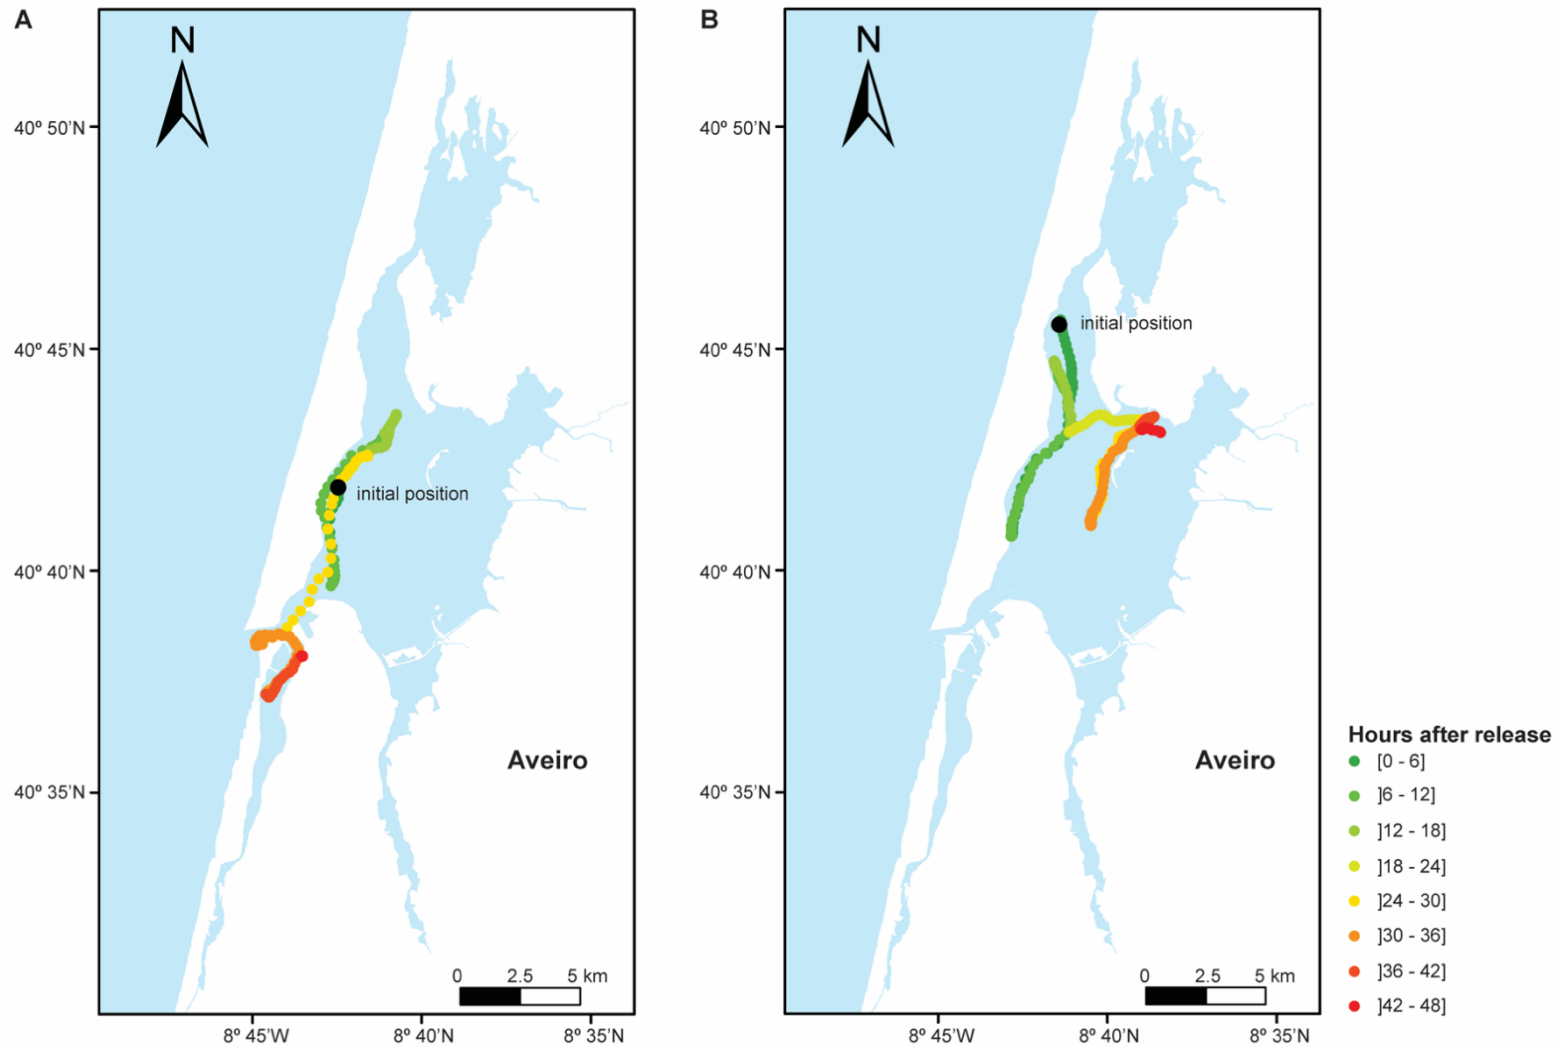 A
N
40º 50'N
40º 45'N
40º 40'N
40º 35'N
initial position
Aveiro
0 2.5 5 km
8º 45'W 8º 40'N 8º 35'N
B
N
40º 50'N
40º 45'N
40º 40'N
40º 35'N
initial position
Aveiro
0 2.5 5 km
8º 45'W 8º 40'N 8º 35'N
Hours after release
[0 - 6]
]6 - 12]
]12 - 18]
]18 - 24]
]24 - 30]
]30 - 36]
]36 - 42]
]42 - 48]